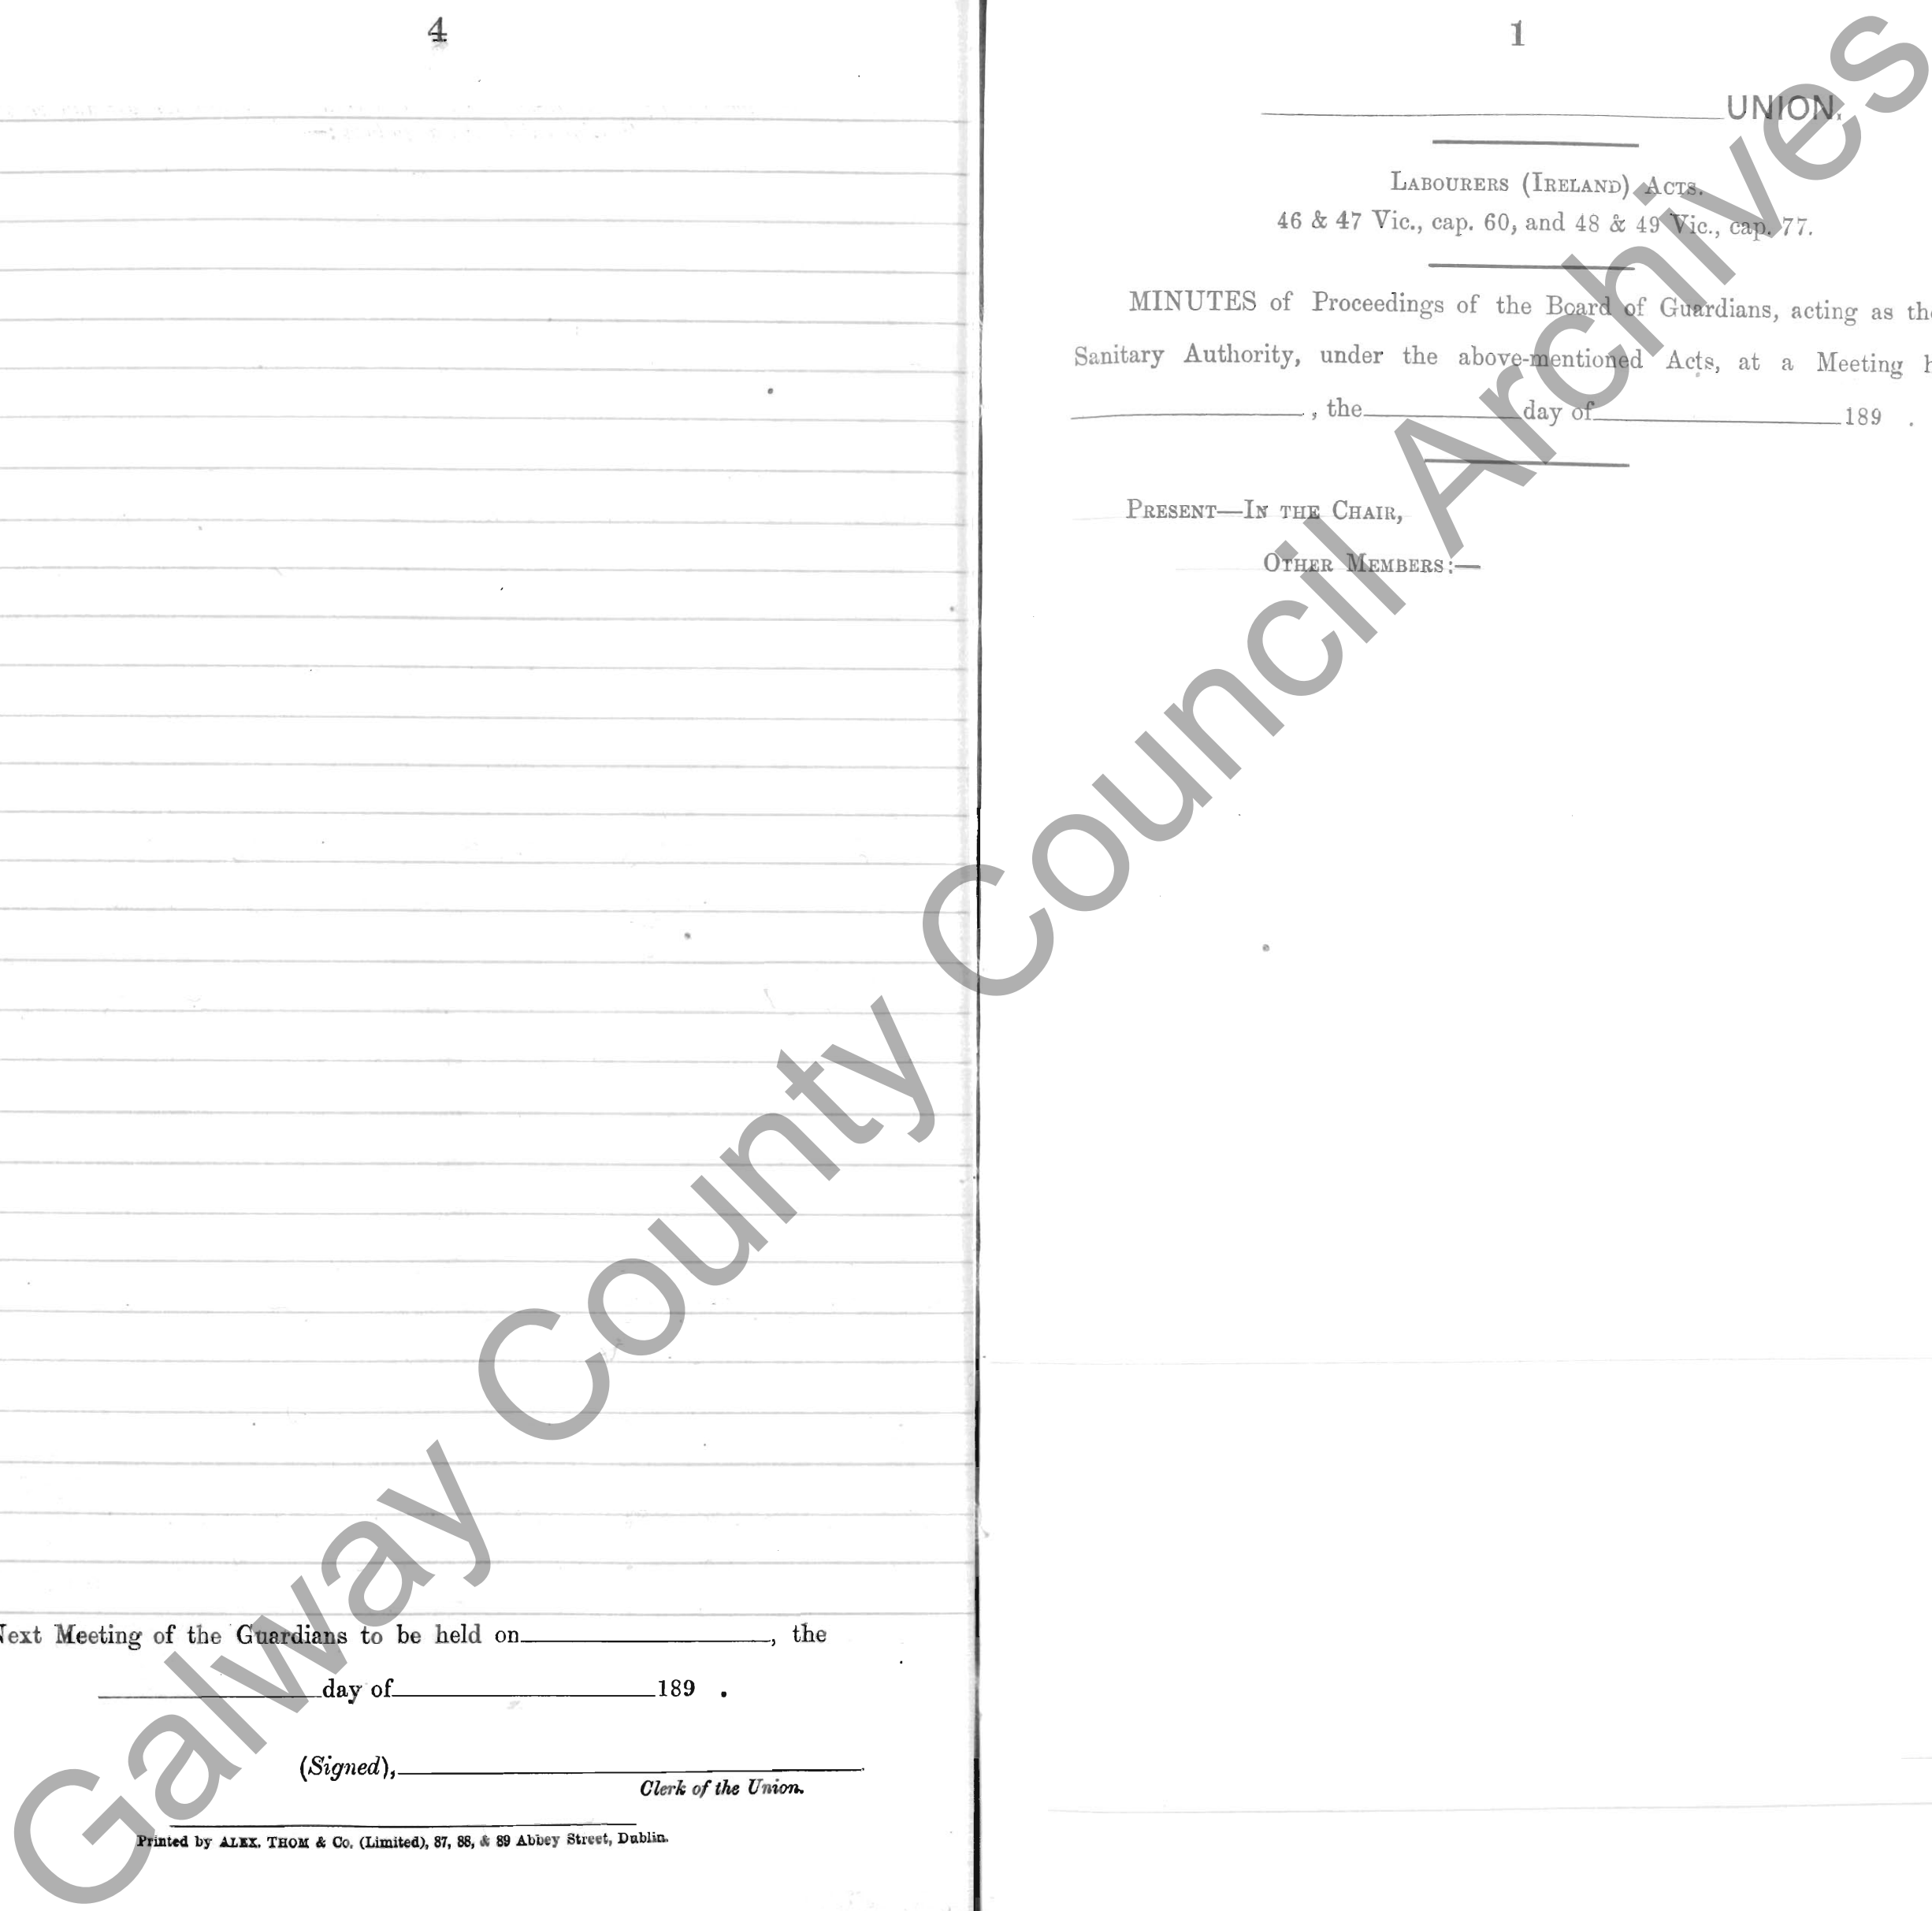 4
Next Meeting of the Guardians to be held on , the
day of 189 .
(Signed),
Clerk of the Union.
Printed by ALEX. THOM & Co. (Limited), 87, 88, & 89 Abbey Street, Dublin.
1
UNION.
LABOURERS (IRELAND) ACTS.
46 & 47 Vic., cap. 60, and 48 & 49 Vic., cap. 77.
MINUTES of Proceedings of the Board of Guardians, acting as the
Sanitary Authority, under the above-mentioned Acts, at a Meeting
, the day of 189 .
PRESENT—IN THE CHAIR,
OTHER MEMBERS:—
Galway County Council Archives